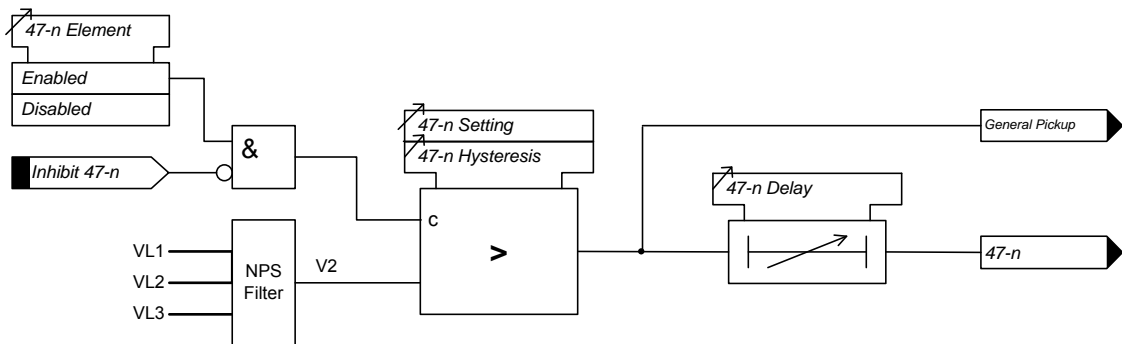 47-n Element
Enabled
Disabled
Inhibit 47-n
&
47-n Setting
47-n Hysteresis
c
>
General Pickup
47-n Delay
47-n
VL1
VL2
VL3
NPS
Filter
V2